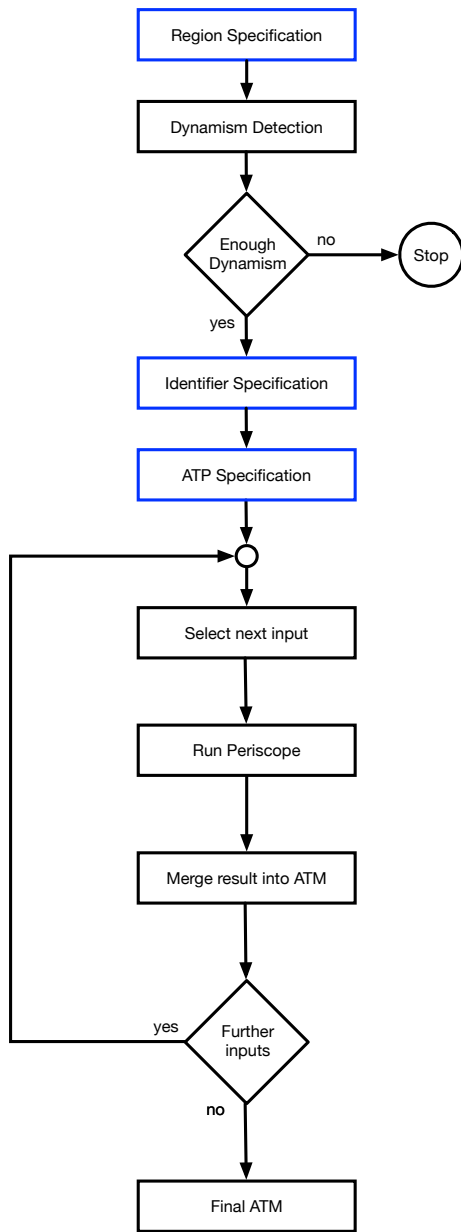 Region Specification
Dynamism Detection
Enough
Dynamism
no
Stop
yes
Identifier Specification
ATP Specification
Select next input
Run Periscope
Merge result into ATM
yes
Further
inputs
no
Final ATM